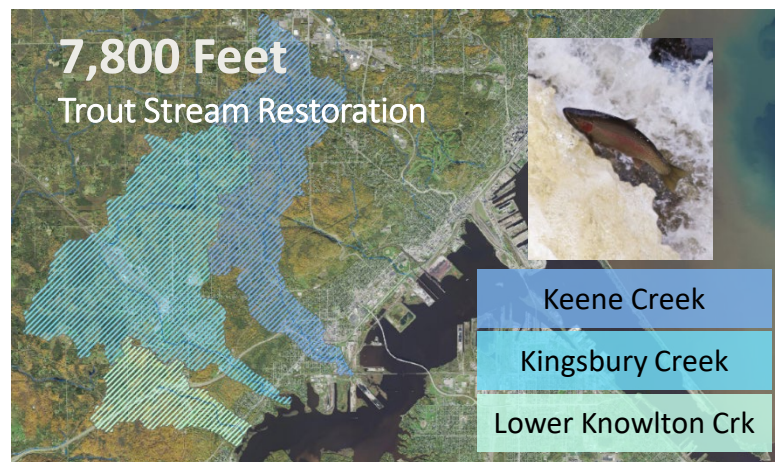 7,800 Feet
Trout Stream Restoration
Keene Creek
Kingsbury Creek
Lower Knowlton Crk